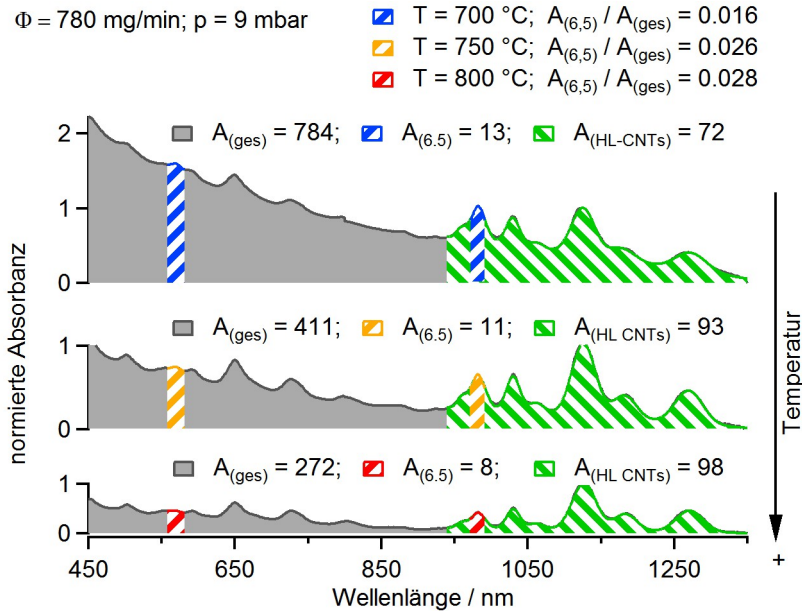 Φ = 780 mg/min; p = 9 mbar
T = 700 °C; A(6,5) / A(ges) = 0.016
T = 750 °C; A(6,5) / A(ges) = 0.026
T = 800 °C; A(6,5) / A(ges) = 0.028
A(ges) = 784; A(6.5) = 13; A(HL-CNTs) = 72
2
1
0
A(ges) = 411; A(6.5) = 11; A(HL CNTs) = 93
1
0
A(ges) = 272; A(6.5) = 8; A(HL CNTs) = 98
1
0
normierte Absorbanz
Temperatur
+
450 650 850 1050 1250
Wellenlänge / nm